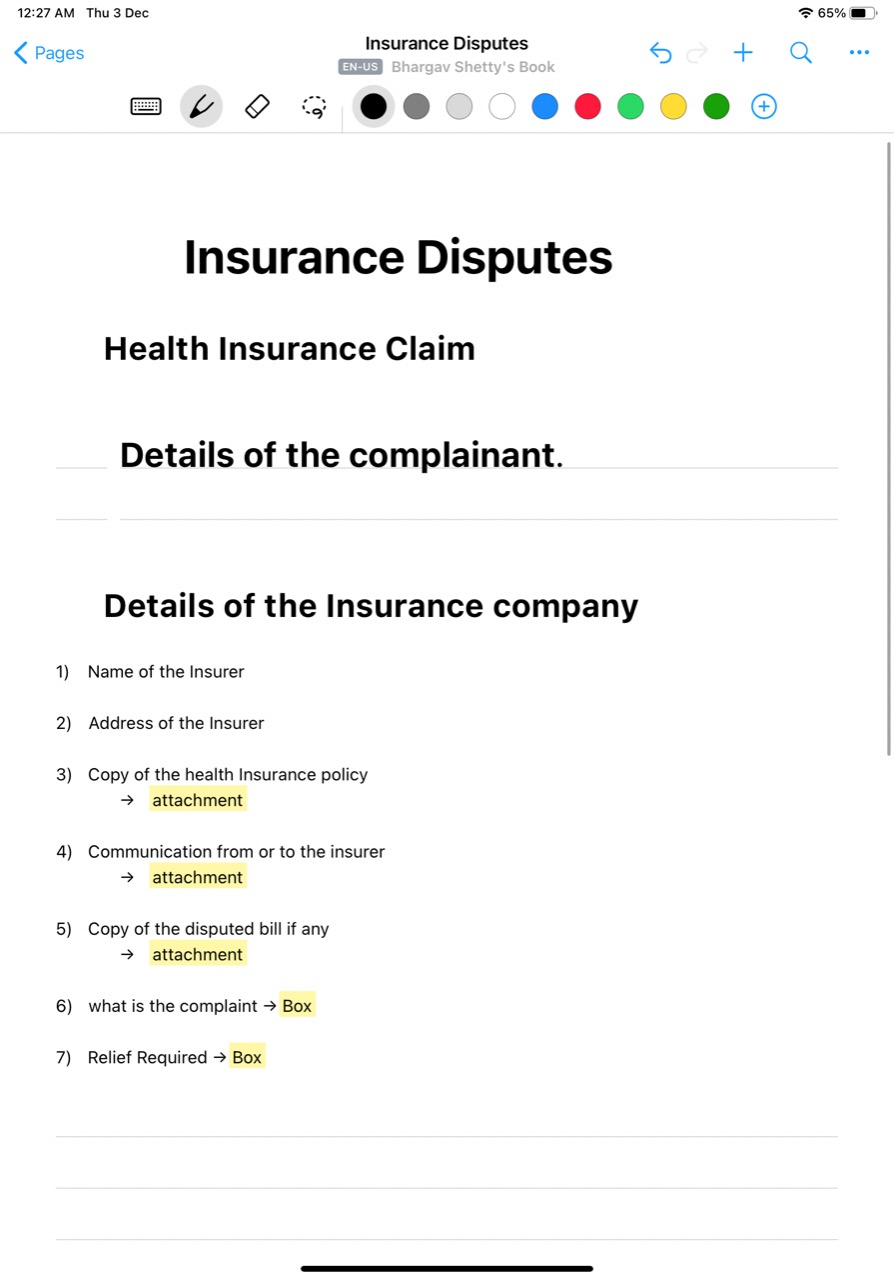 12:27 AM Thu 3 Dec 65%
Pages
Insurance Disputes
EN-US Bhargav Shetty's Book
Insurance Disputes
Health Insurance Claim
Details of the complainant.
Details of the Insurance company
1) Name of the Insurer
2) Address of the Insurer
3) Copy of the health Insurance policy
→ attachment
4) Communication from or to the insurer
→ attachment
5) Copy of the disputed bill if any
→ attachment
6) what is the complaint → Box
7) Relief Required → Box